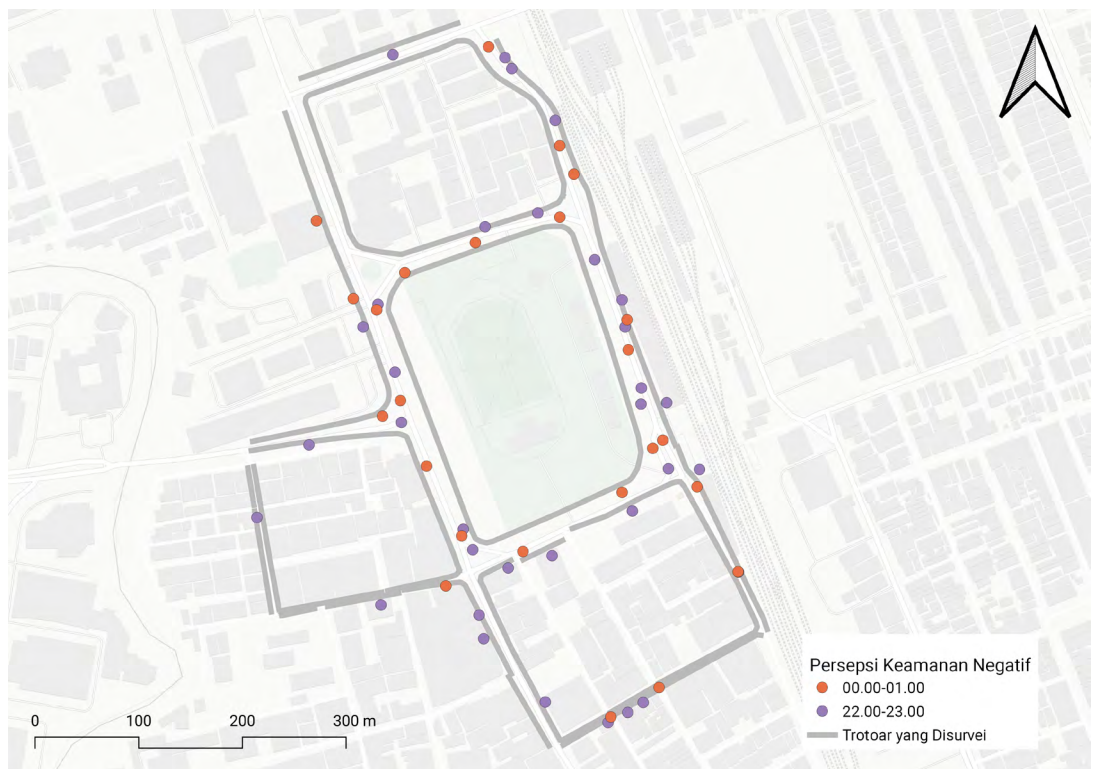 Persepsi Keamanan Negatif
00.00-01.00
22.00-23.00
Trotoar yang Disurvei
0 100 200 300 m